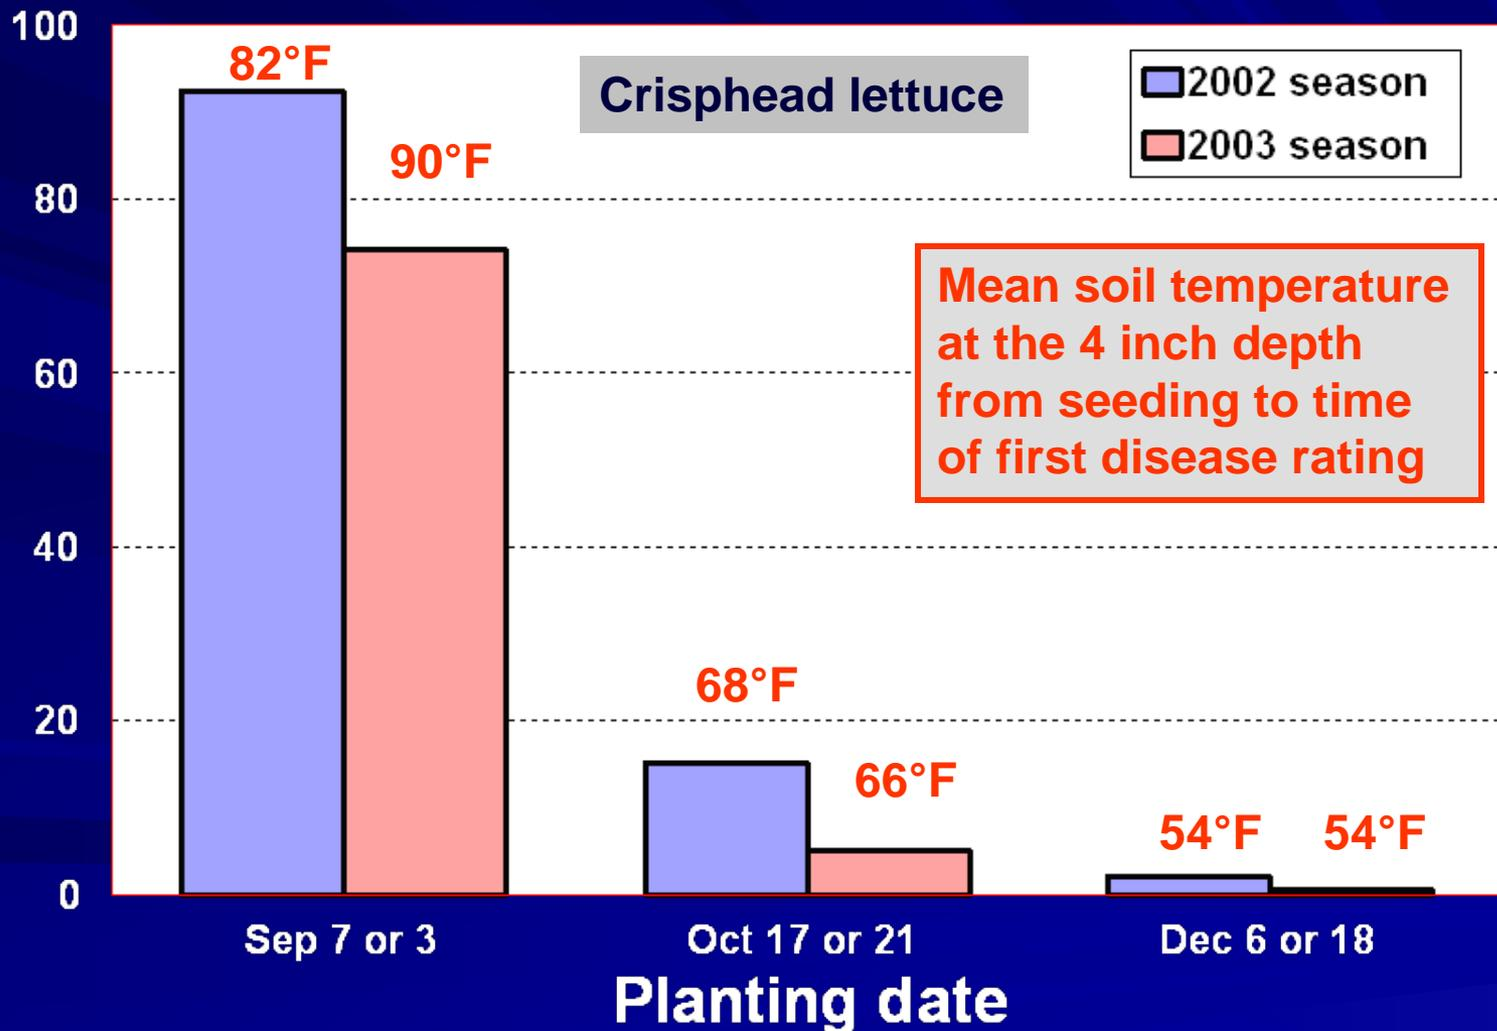 100
80
60
40
20
0
82°F
90°F
Crisphead lettuce
2002 season
2003 season
Mean soil temperature
at the 4 inch depth
from seeding to time
of first disease rating
68°F
66°F
54°F 54°F
Sep 7 or 3 Oct 17 or 21 Dec 6 or 18
Planting date